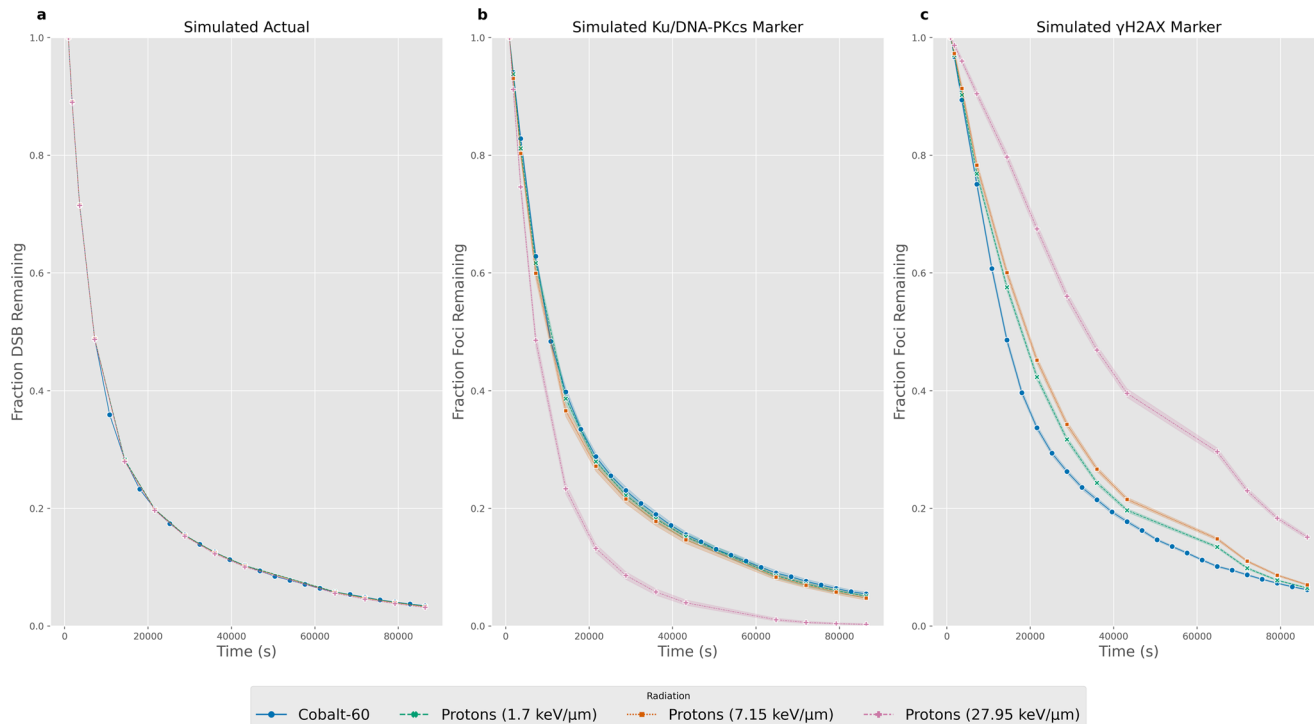 a
Simulated Actual
b
Simulated Ku/DNA-PKcs Marker
c
Simulated γH2AX Marker
Fraction DSB Remaining
1.0
0.8
0.6
0.4
0.2
0.0
0
20000
40000
60000
80000
Time (s)
Fraction Foci Remaining
1.0
0.8
0.6
0.4
0.2
0.0
0
20000
40000
60000
80000
Time (s)
Fraction Foci Remaining
1.0
0.8
0.6
0.4
0.2
0.0
0
20000
40000
60000
80000
Time (s)
Radiation
Cobalt-60
Protons (1.7 keV/μm)
Protons (7.15 keV/μm)
Protons (27.95 keV/μm)